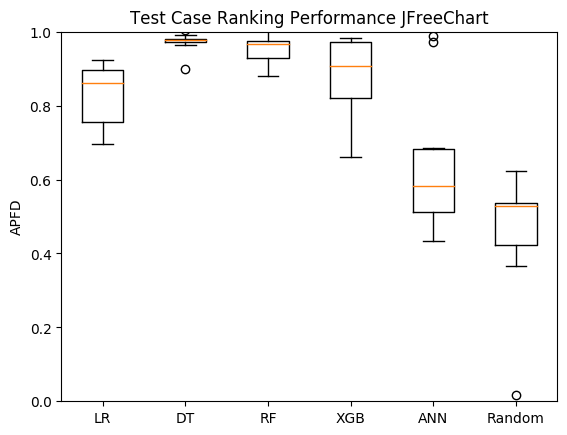 Test Case Ranking Performance JFreeChart
1.0
0.8
0.6
0.4
0.2
0.0
APFD
LR DT RF XGB ANN Random